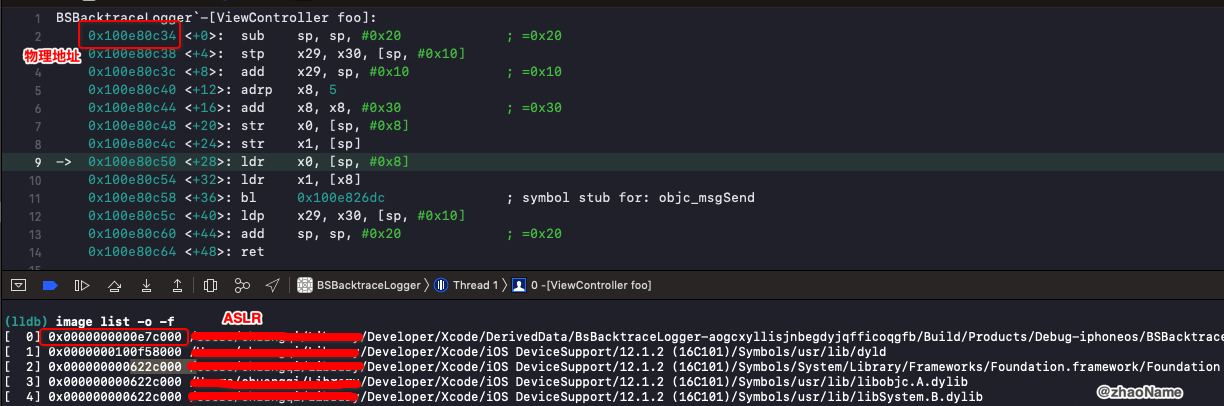 1 BSBacktraceLogger`-[ViewController foo]:
2 0x100e80c34 <+0>: sub sp, sp, #0x20 ; =0x20
物理地址 0x100e80c38 <+4>: stp x29, x30, [sp, #0x10]
4 0x100e80c3c <+8>: add x29, sp, #0x10 ; =0x10
5 0x100e80c40 <+12>: adrp x8, 5
6 0x100e80c44 <+16>: add x8, x8, #0x30 ; =0x30
7 0x100e80c48 <+20>: str x0, [sp, #0x8]
8 0x100e80c4c <+24>: str x1, [sp]
9 -> 0x100e80c50 <+28>: ldr x0, [sp, #0x8]
10 0x100e80c54 <+32>: ldr x1, [x8]
11 0x100e80c58 <+36>: bl 0x100e826dc ; symbol stub for: objc_msgSend
12 0x100e80c5c <+40>: ldp x29, x30, [sp, #0x10]
13 0x100e80c60 <+44>: add sp, sp, #0x20 ; =0x20
14 0x100e80c64 <+48>: ret
15
BSBacktraceLogger 〉 Thread 1 〉 0 -[ViewController foo]
(lldb) image list -o -f ASLR
[ 0] 0x0000000000e7c000 /Developer/Xcode/DerivedData/BsBacktraceLogger-aogcxyllisjnbegdyjqfficoqgfb/Build/Products/Debug-iphoneos/BSBacktrace
[ 1] 0x0000000100f58000 /Developer/Xcode/iOS DeviceSupport/12.1.2 (16C101)/Symbols/usr/lib/dyld
[ 2] 0x000000000622c000 /Developer/Xcode/iOS DeviceSupport/12.1.2 (16C101)/Symbols/System/Library/Frameworks/Foundation.framework/Foundation
[ 3] 0x000000000622c000 /Developer/Xcode/iOS DeviceSupport/12.1.2 (16C101)/Symbols/usr/lib/libobjc.A.dylib
[ 4] 0x000000000622c000 /Developer/Xcode/iOS DeviceSupport/12.1.2 (16C101)/Symbols/usr/lib/libSystem.B.dylib
@zhaoName